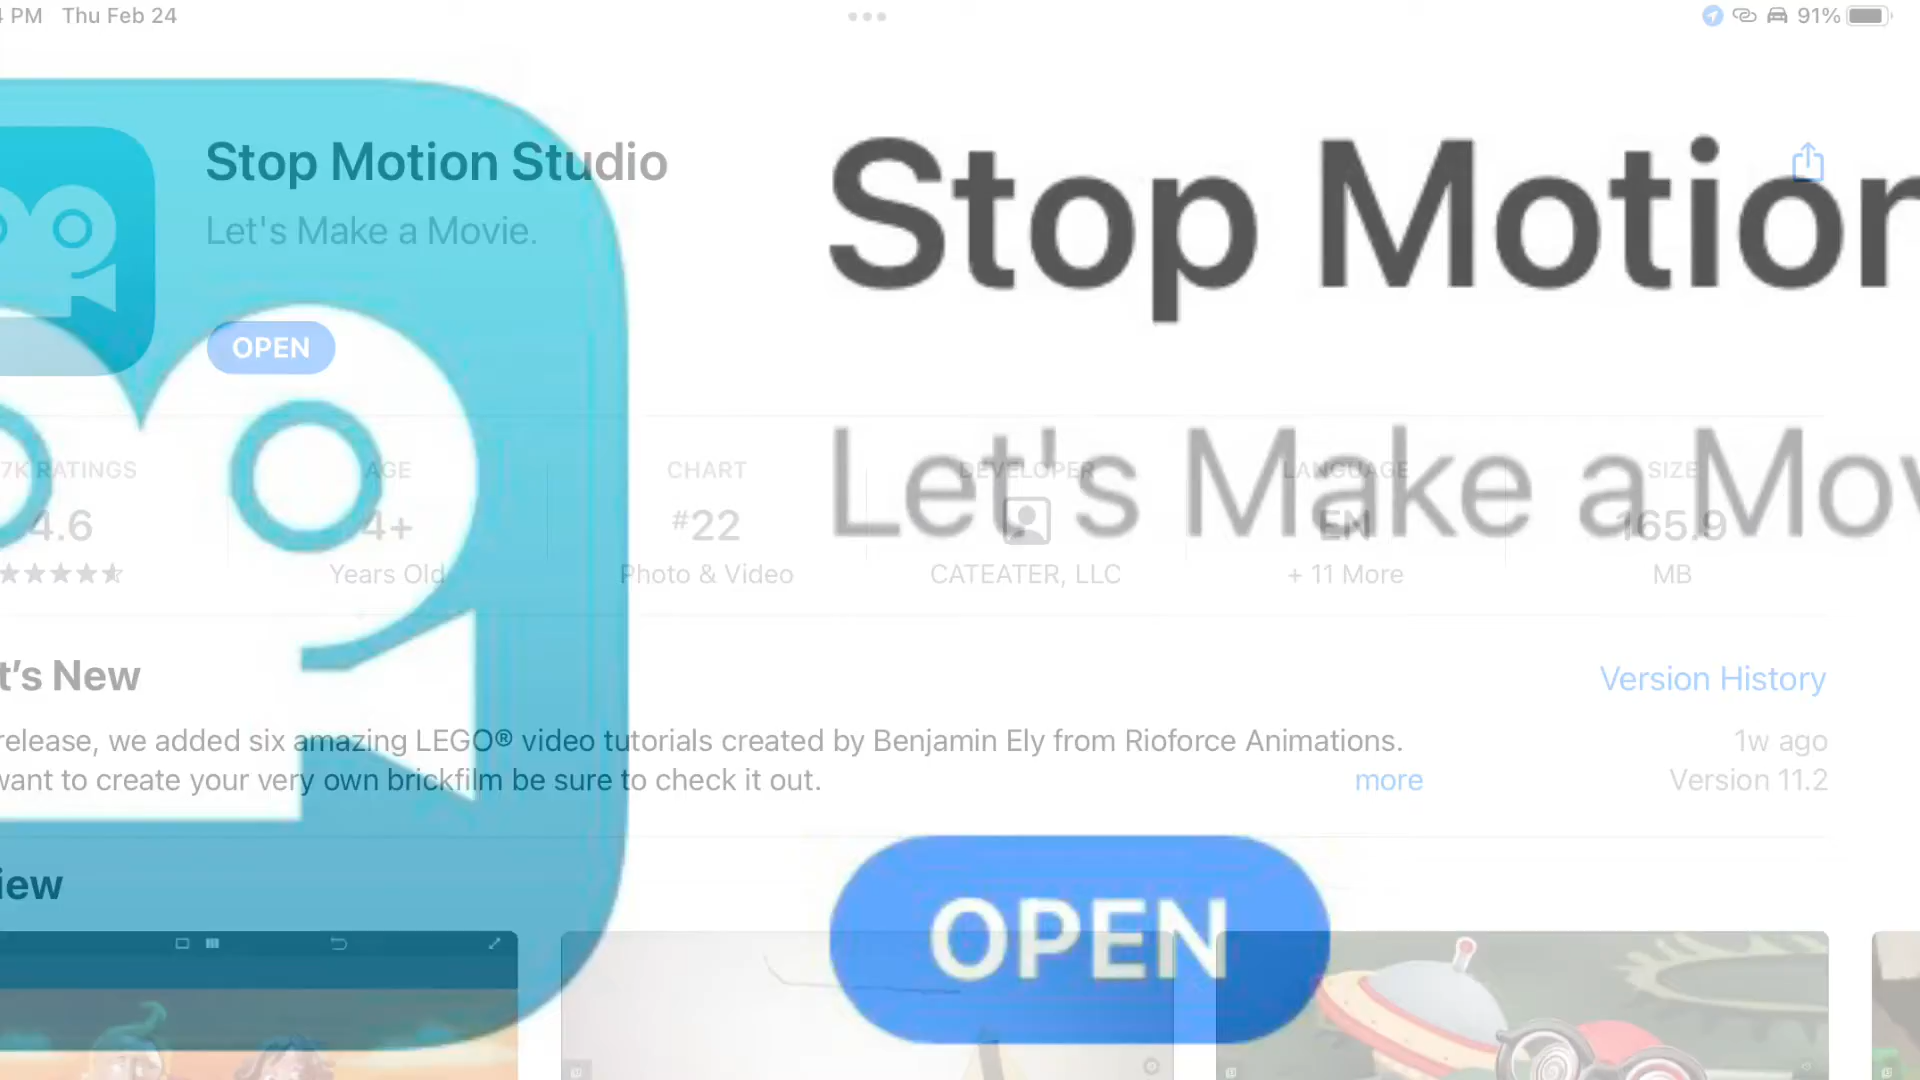 PM Thu Feb 24
91%
Stop Motion Studio
Let's Make a Movie.
OPEN
Stop Motion
Let's Make a Mov
OPEN
7K RATINGS
4.6
AGE
4+
Years Old
CHART
#22
Photo & Video
DEVELOPER
CATEATER, LLC
LANGUAGE
EN
+ 11 More
SIZE
165.9
MB
t's New
Version History
release, we added six amazing LEGO® video tutorials created by Benjamin Ely from Rioforce Animations.
want to create your very own brickfilm be sure to check it out.
more
1w ago
Version 11.2
iew